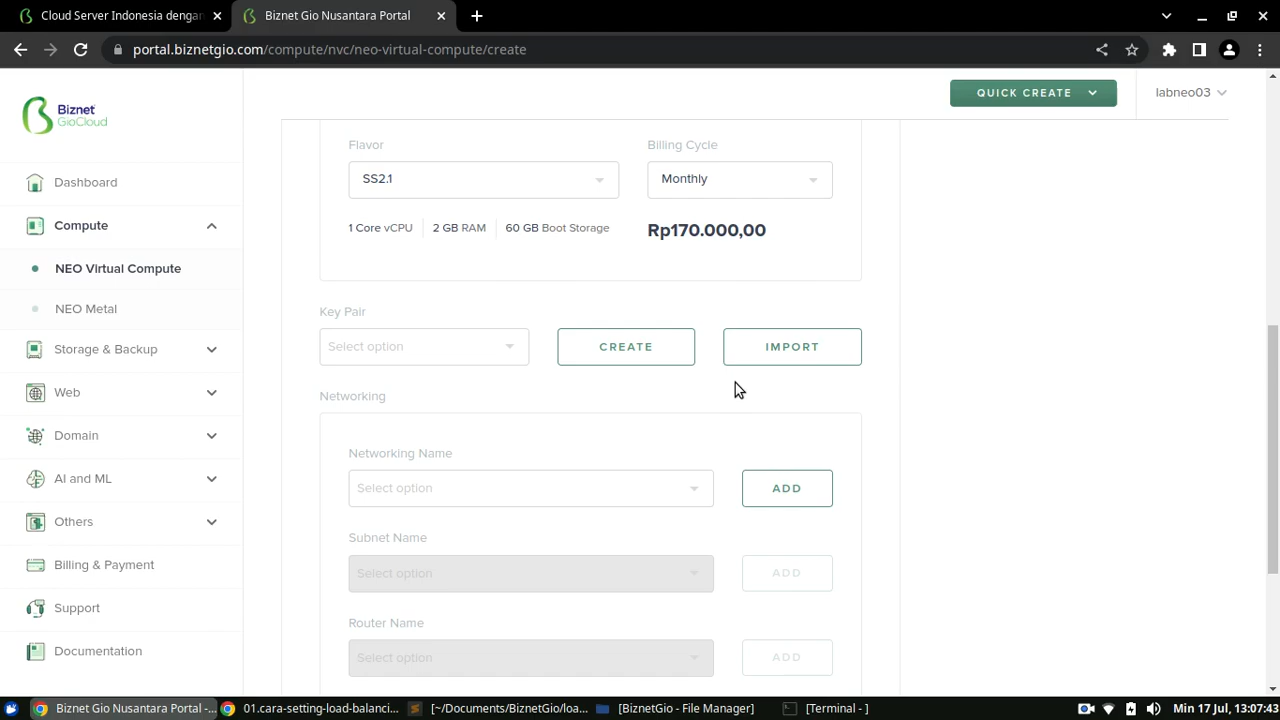 Cloud Server Indonesia dengan
Biznet Gio Nusantara Portal
portal.biznetgio.com/compute/nvc/neo-virtual-compute/create
Biznet
GioCloud
QUICK CREATE
labneo03
Dashboard
Compute
NEO Virtual Compute
NEO Metal
Storage & Backup
Web
Domain
AI and ML
Others
Billing & Payment
Support
Documentation
Flavor
Billing Cycle
SS2.1
Monthly
1 Core vCPU
2 GB RAM
60 GB Boot Storage
Rp170.000,00
Key Pair
Select option
CREATE
IMPORT
Networking
Networking Name
Select option
ADD
Subnet Name
Select option
ADD
Router Name
Select option
ADD
Biznet Gio Nusantara Portal -...
01.cara-setting-load-balanci...
[~/Documents/BiznetGio/loa...
[BiznetGio - File Manager]
[Terminal - ]
Min 17 Jul, 13:07:43